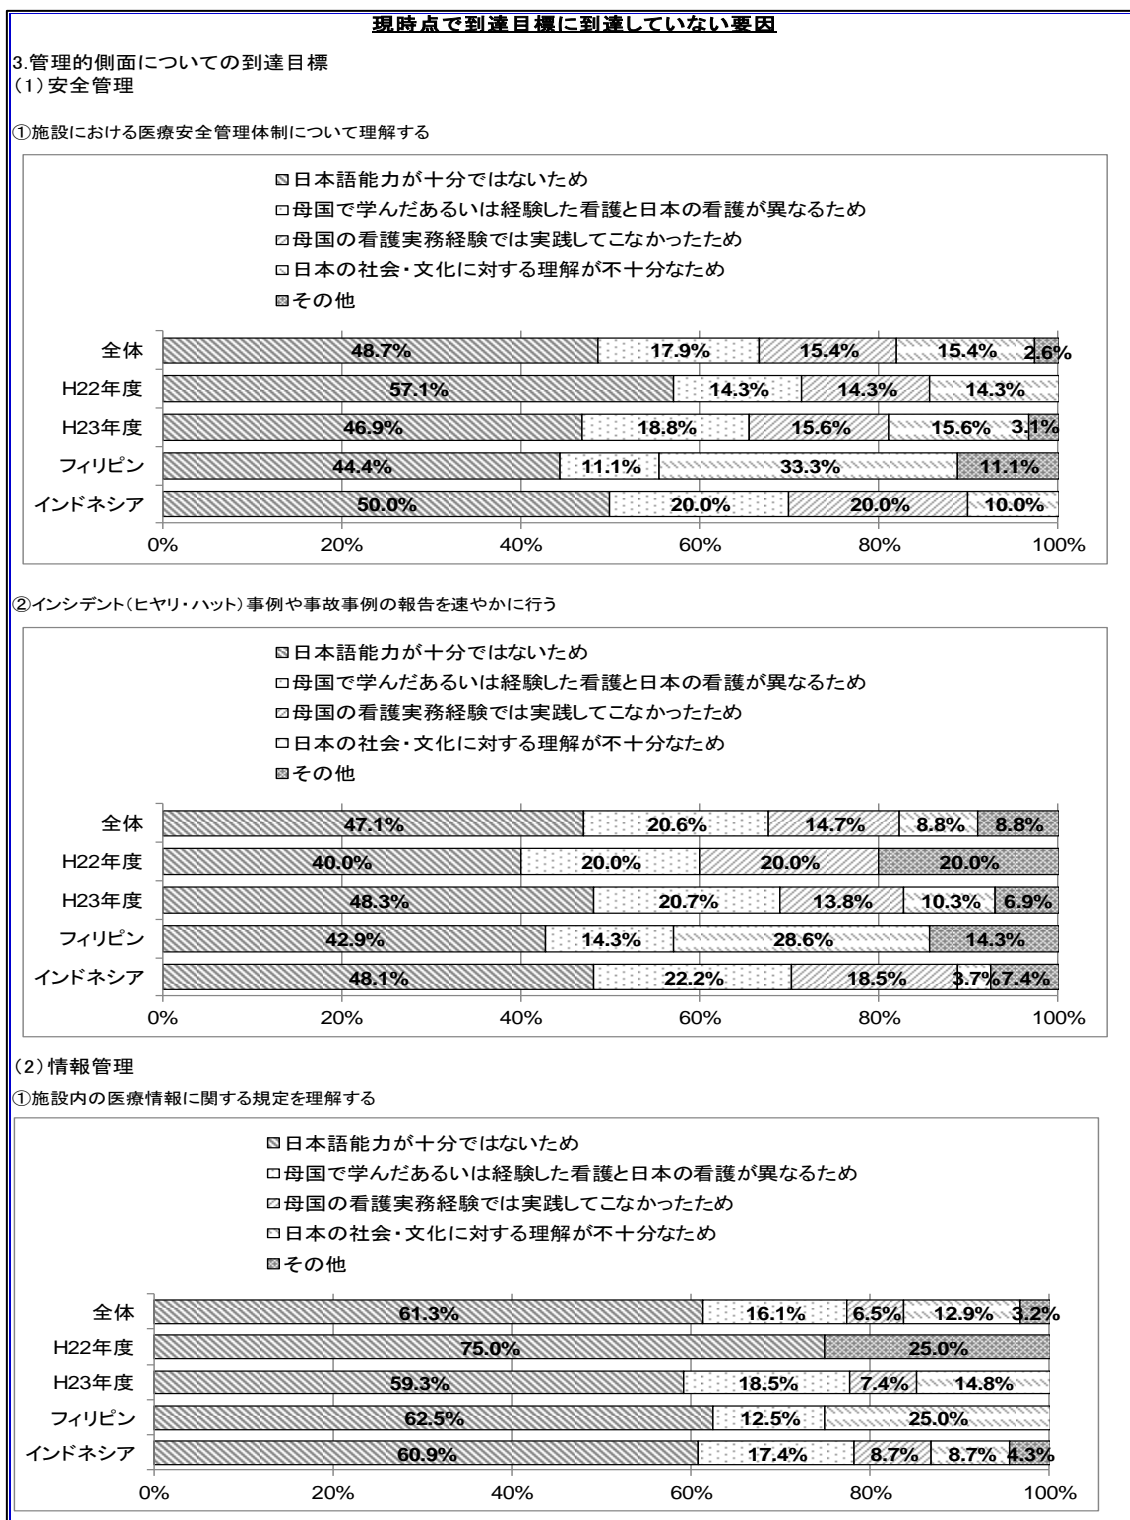 現時点で到達目標に到達していない要因
3.管理的側面についての到達目標
(1)安全管理
①施設における医療安全管理体制について理解する
日本語能力が十分ではないため
母国で学んだあるいは経験した看護と日本の看護が異なるため
母国の看護実務経験では実践してこなかったため
日本の社会・文化に対する理解が不十分なため
その他
全体 48.7% 17.9% 15.4% 15.4% 2.6%
H22年度 57.1% 14.3% 14.3% 14.3%
H23年度 46.9% 18.8% 15.6% 15.6% 3.1%
フィリピン 44.4% 11.1% 33.3% 11.1%
インドネシア 50.0% 20.0% 20.0% 10.0%
0% 20% 40% 60% 80% 100%
②インシデント(ヒヤリ・ハット)事例や事故事例の報告を速やかに行う
日本語能力が十分ではないため
母国で学んだあるいは経験した看護と日本の看護が異なるため
母国の看護実務経験では実践してこなかったため
日本の社会・文化に対する理解が不十分なため
その他
全体 47.1% 20.6% 14.7% 8.8% 8.8%
H22年度 40.0% 20.0% 20.0% 20.0%
H23年度 48.3% 20.7% 13.8% 10.3% 6.9%
フィリピン 42.9% 14.3% 28.6% 14.3%
インドネシア 48.1% 22.2% 18.5% 3.7% 7.4%
0% 20% 40% 60% 80% 100%
(2)情報管理
①施設内の医療情報に関する規定を理解する
日本語能力が十分ではないため
母国で学んだあるいは経験した看護と日本の看護が異なるため
母国の看護実務経験では実践してこなかったため
日本の社会・文化に対する理解が不十分なため
その他
全体 61.3% 16.1% 6.5% 12.9% 3.2%
H22年度 75.0% 25.0%
H23年度 59.3% 18.5% 7.4% 14.8%
フィリピン 62.5% 12.5% 25.0%
インドネシア 60.9% 17.4% 8.7% 8.7% 4.3%
0% 20% 40% 60% 80% 100%